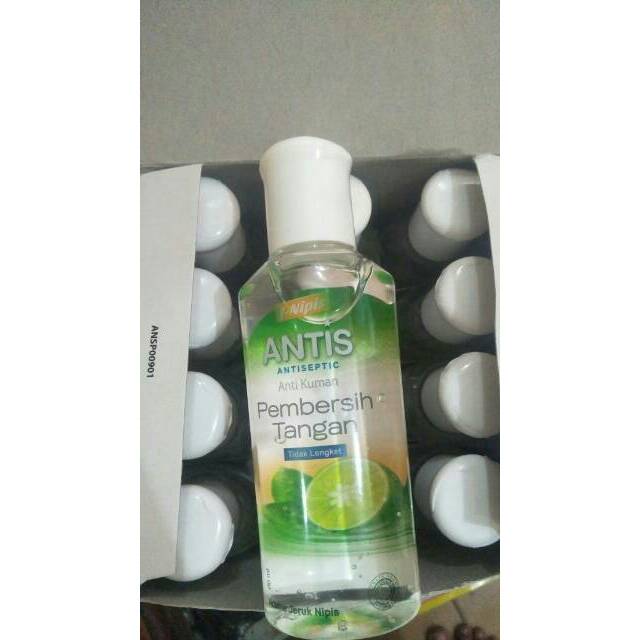 ANSP00901
Nipis
ANTIS
ANTISEPTIC
Anti Kuman
Pembersih
Tangan
Tidak Lengket
Jeruk Nipis